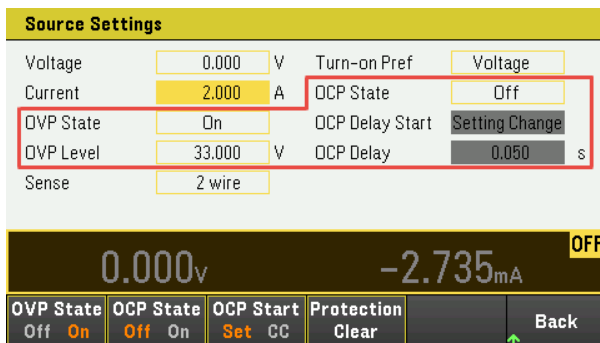 Source Settings
Voltage 0.000 V Turn-on Pref Voltage
Current 2.000 A OCP State Off
OVP State On OCP Delay Start Setting Change
OVP Level 33.000 V OCP Delay 0.050 s
Sense 2 wire
OFF
0.000V -2.735mA
OVP State OCP State OCP Start Protection
Off On Off On Set CC Clear Back